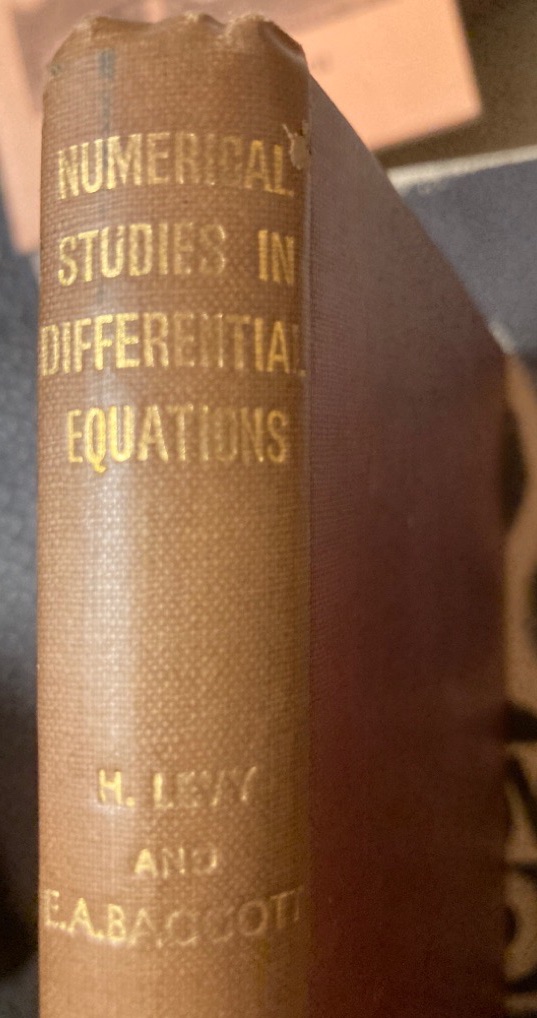 NUMERICAL
STUDIES IN
DIFFERENTIAL
EQUATIONS
H. LEVY
AND
E.A.BAGGOTT